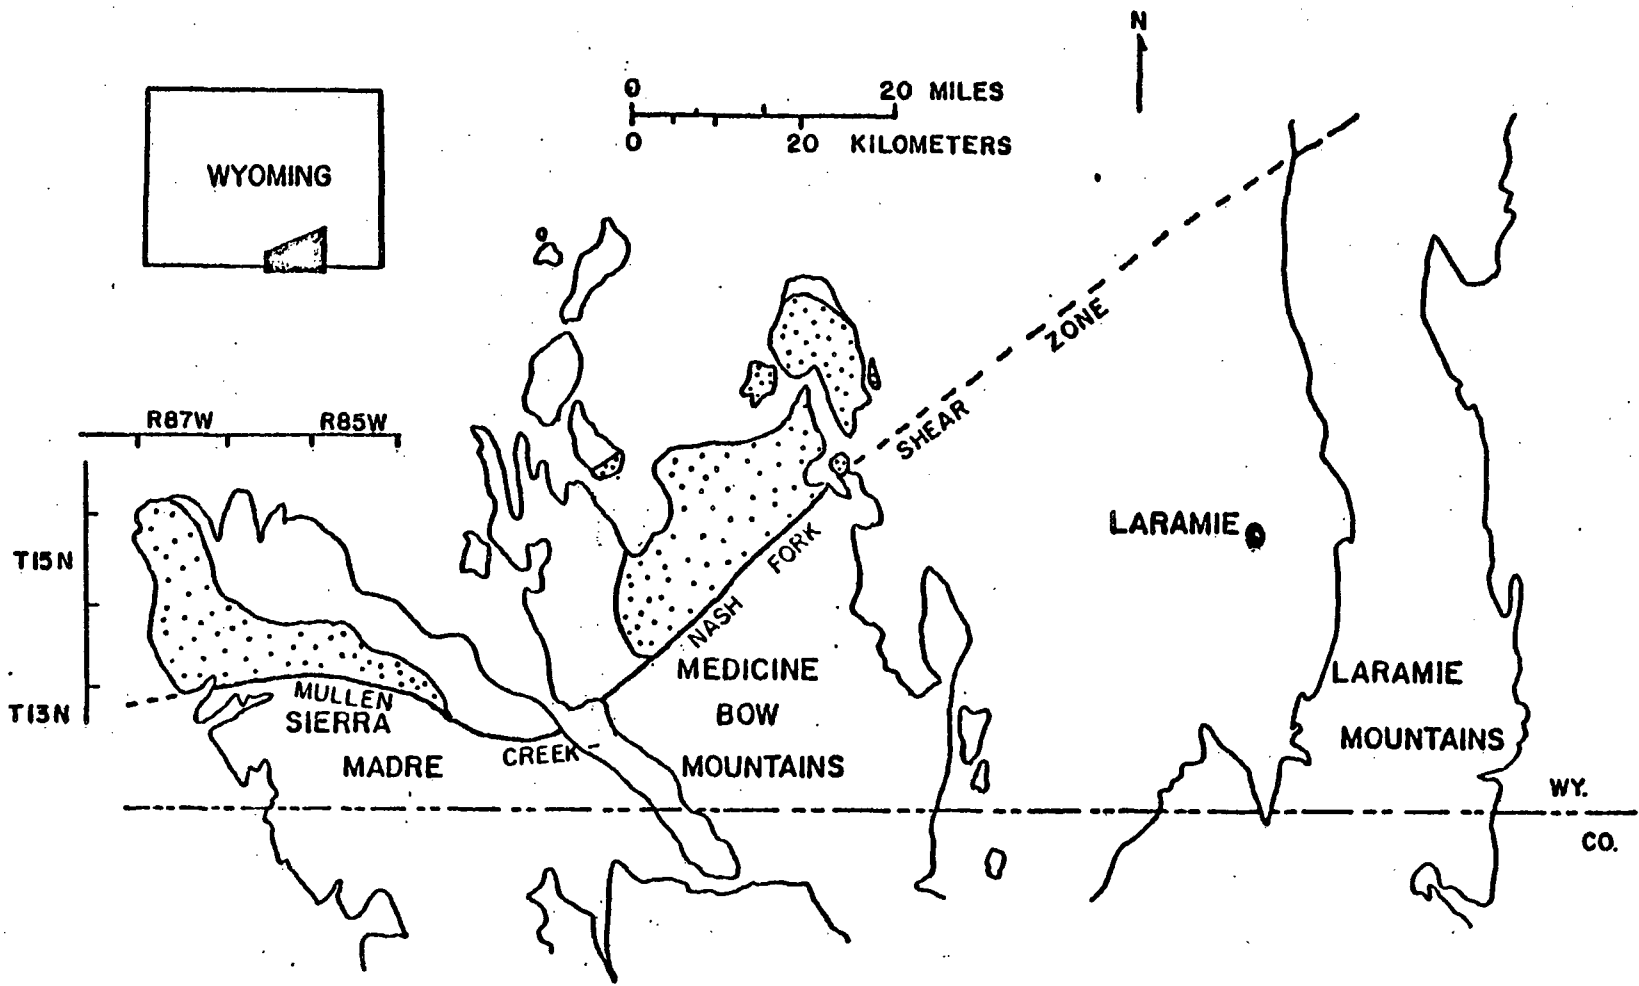 N
0 20 MILES
0 20 KILOMETERS
WYOMING
R87W R85W
T15N
T13N
SHEAR
ZONE
LARAMIE
NASH
FORK
MULLEN
SIERRA
MADRE
CREEK-
MEDICINE
BOW
MOUNTAINS
LARAMIE
MOUNTAINS
WY.
CO.